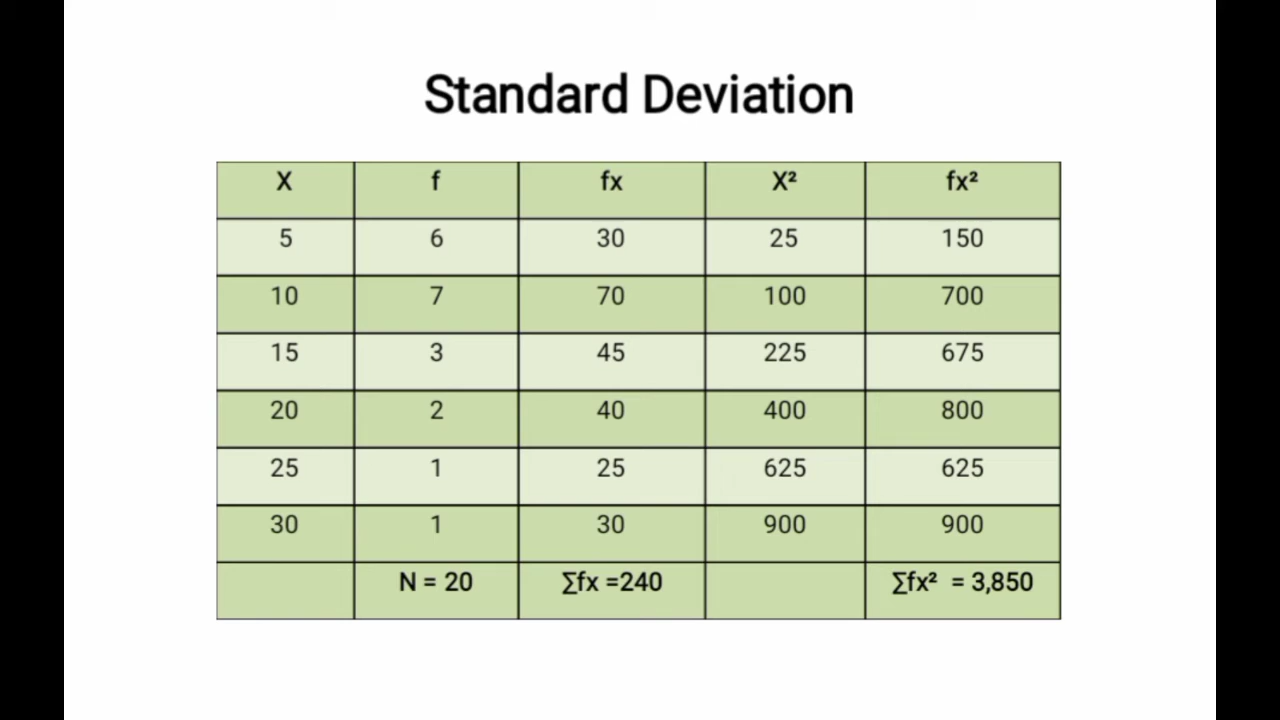 Standard Deviation
X f fx X² fx²
5 6 30 25 150
10 7 70 100 700
15 3 45 225 675
20 2 40 400 800
25 1 25 625 625
30 1 30 900 900
N = 20 ∑fx =240 ∑fx² = 3,850